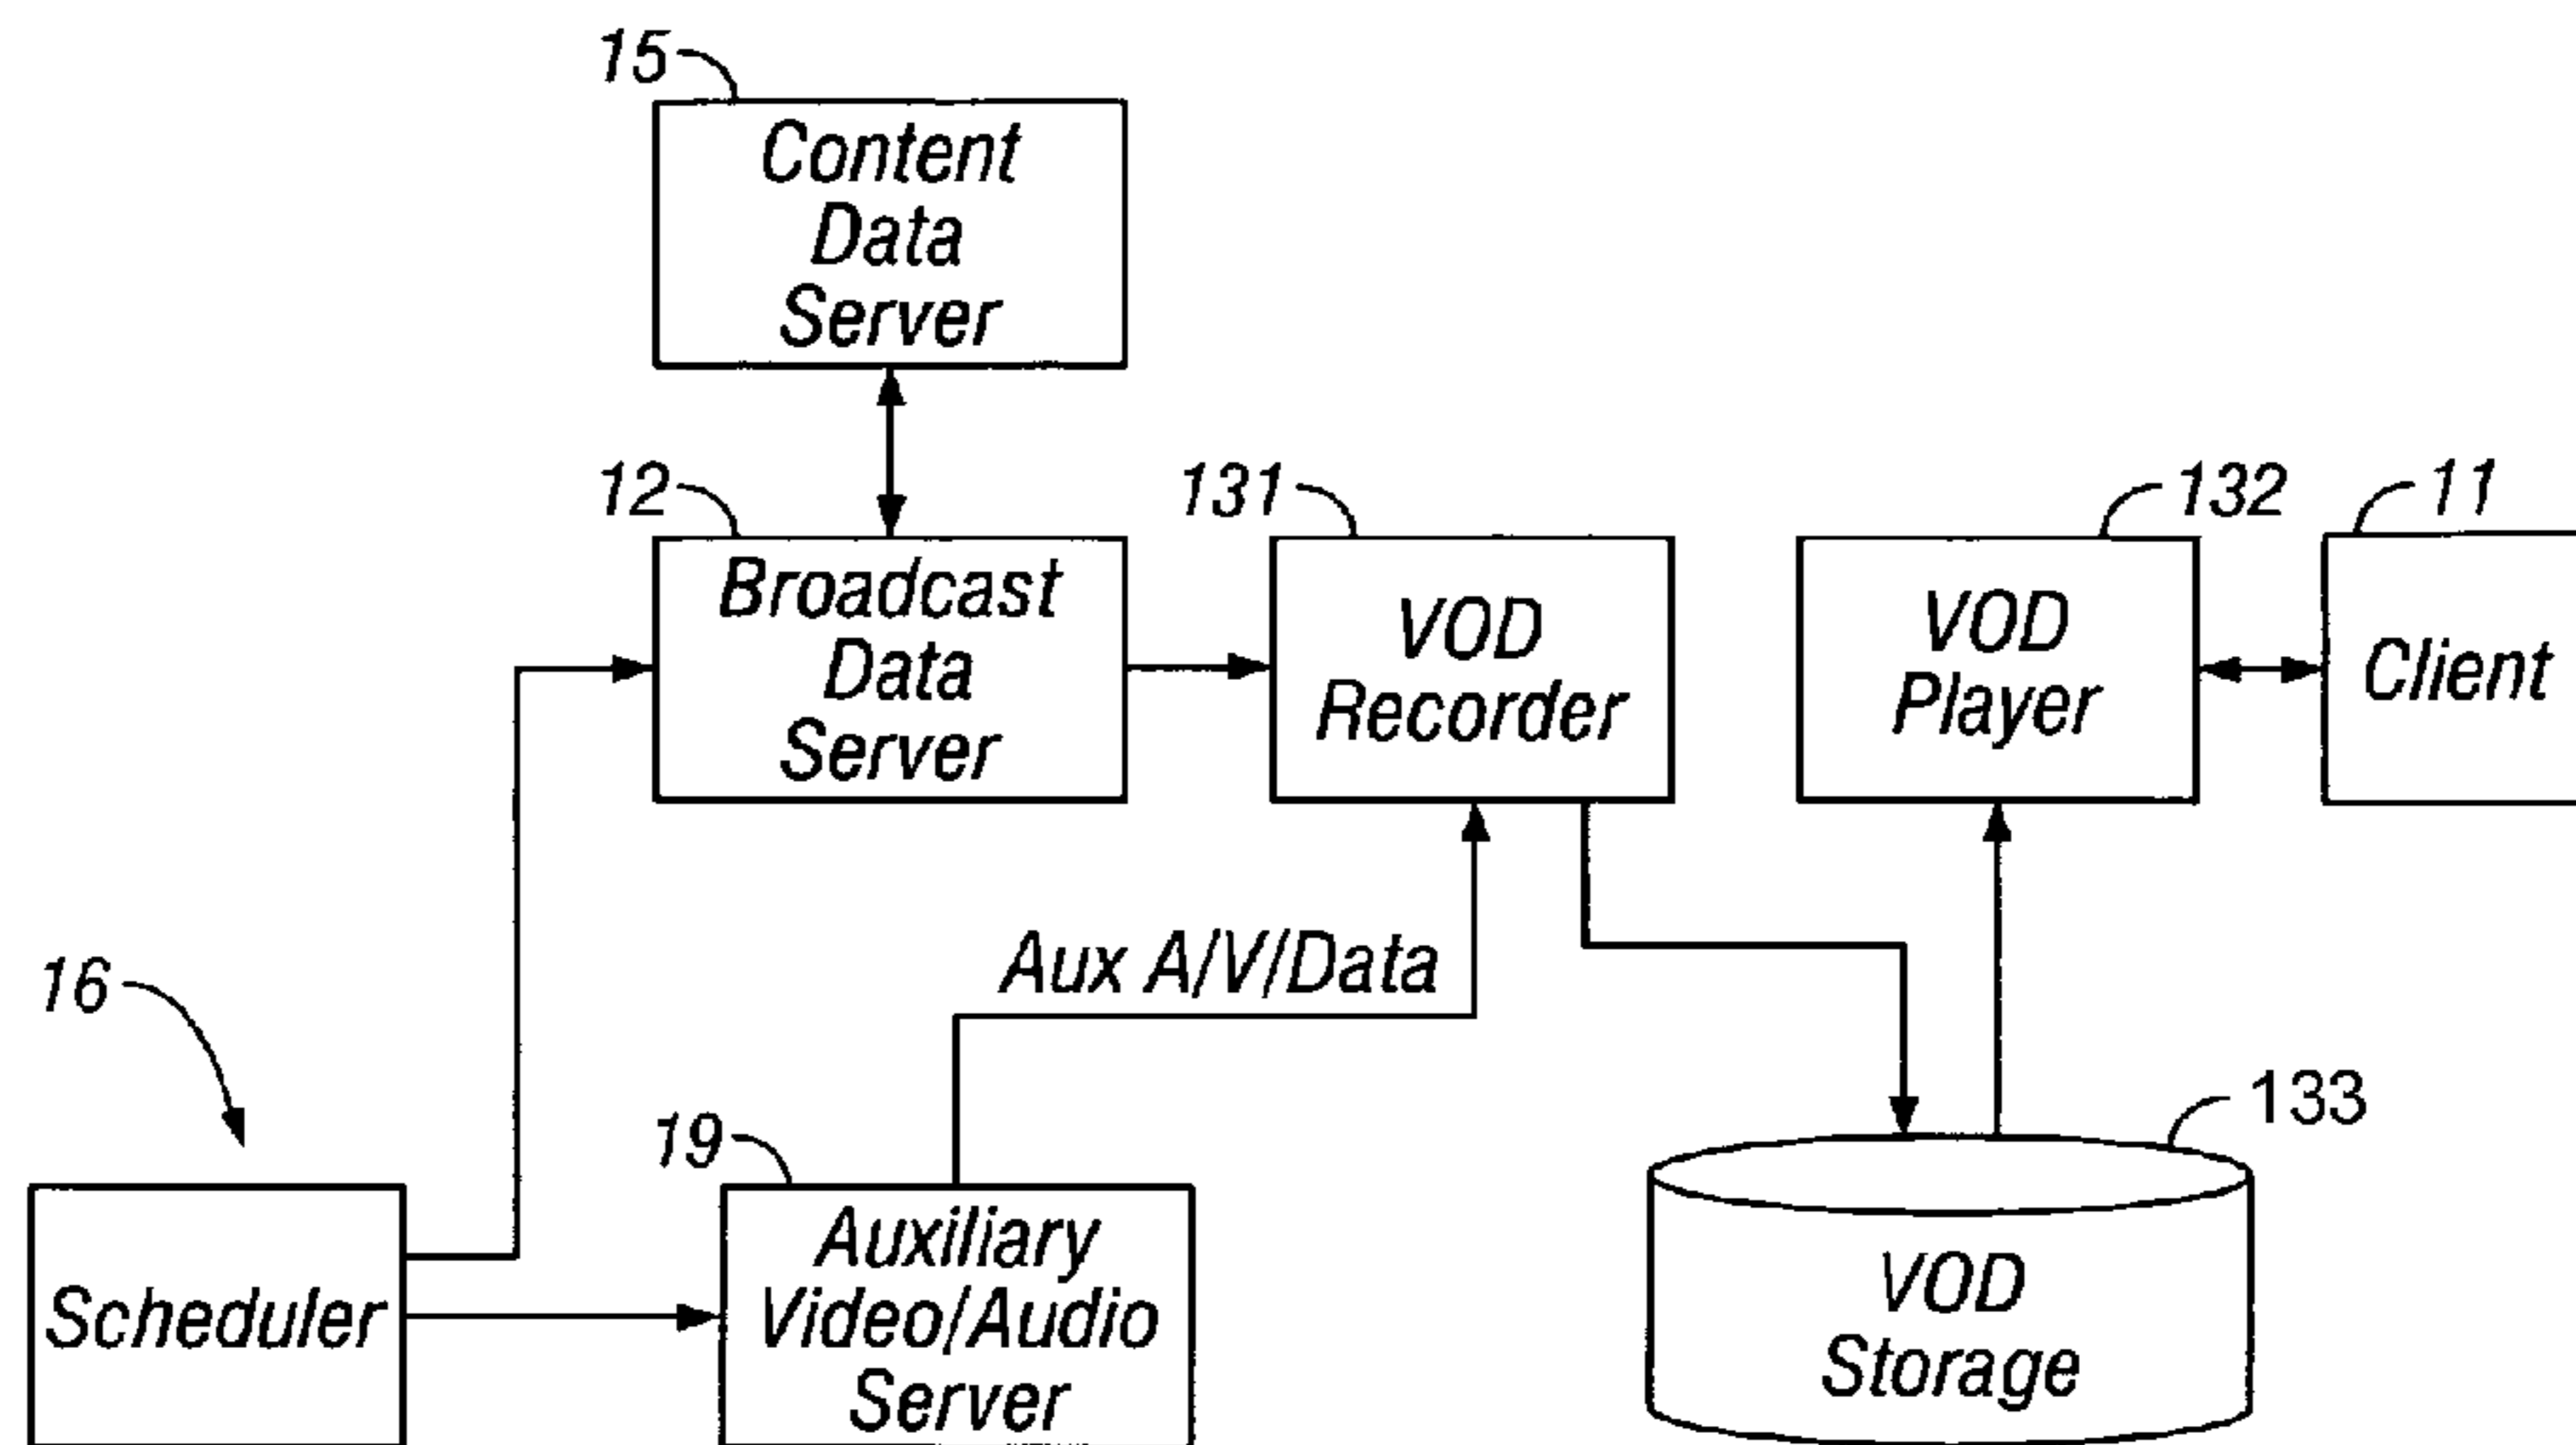 15
Content
Data
Server
12
Broadcast
Data
Server
131
VOD
Recorder
132
VOD
Player
11
Client
Aux A/V/Data
16
Scheduler
19
Auxiliary
Video/Audio
Server
133
VOD
Storage